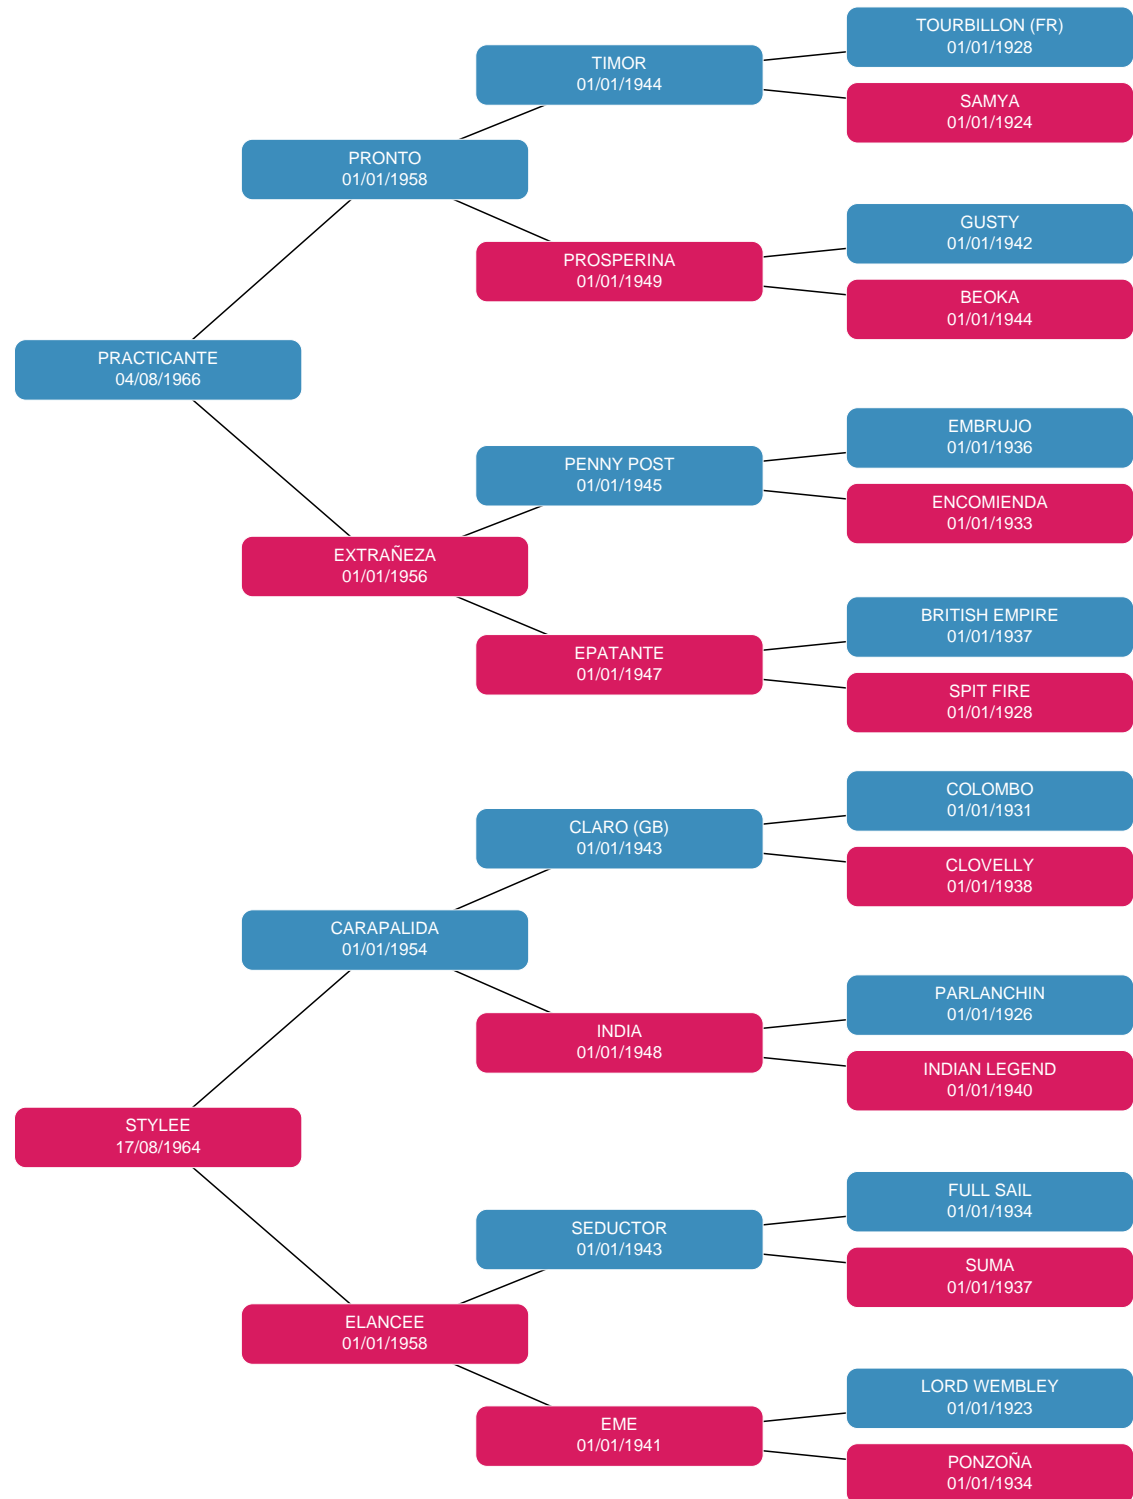 TOURBILLON (FR)
01/01/1928
TIMOR
01/01/1944
SAMYA
01/01/1924
PRONTO
01/01/1958
GUSTY
01/01/1942
PROSPERINA
01/01/1949
BEOKA
01/01/1944
PRACTICANTE
04/08/1966
EMBRUJO
01/01/1936
PENNY POST
01/01/1945
ENCOMIENDA
01/01/1933
EXTRAÑEZA
01/01/1956
BRITISH EMPIRE
01/01/1937
EPATANTE
01/01/1947
SPIT FIRE
01/01/1928
COLOMBO
01/01/1931
CLARO (GB)
01/01/1943
CLOVELLY
01/01/1938
CARAPALIDA
01/01/1954
PARLANCHIN
01/01/1926
INDIA
01/01/1948
INDIAN LEGEND
01/01/1940
STYLEE
17/08/1964
FULL SAIL
01/01/1934
SEDUCTOR
01/01/1943
SUMA
01/01/1937
ELANCEE
01/01/1958
LORD WEMBLEY
01/01/1923
EME
01/01/1941
PONZOÑA
01/01/1934